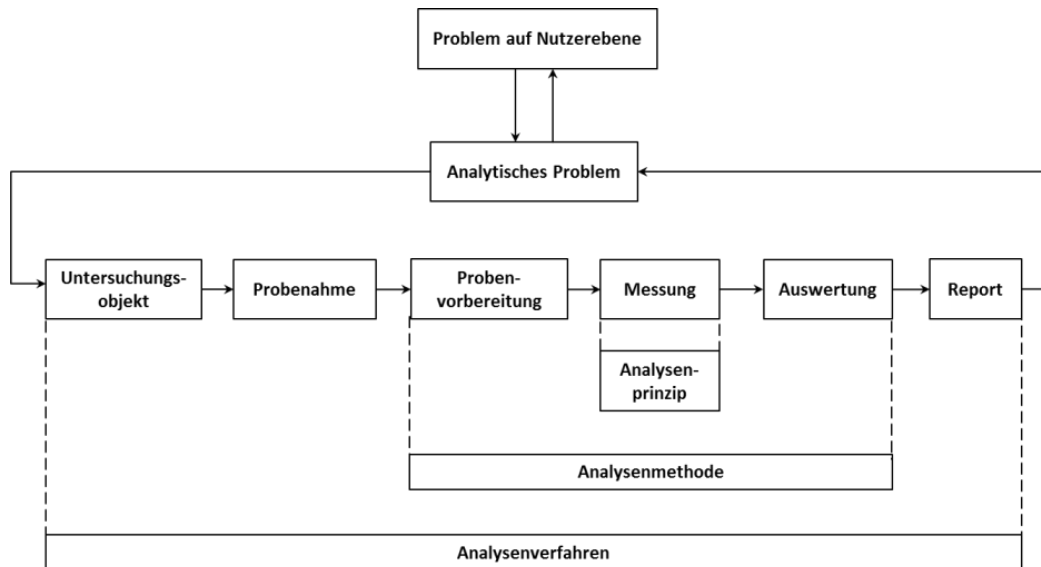 Problem auf Nutzerebene
Analytisches Problem
Untersuchungs-
objekt
Probenahme
Proben-
vorbereitung
Messung
Auswertung
Report
Analysen-
prinzip
Analysenmethode
Analysenverfahren